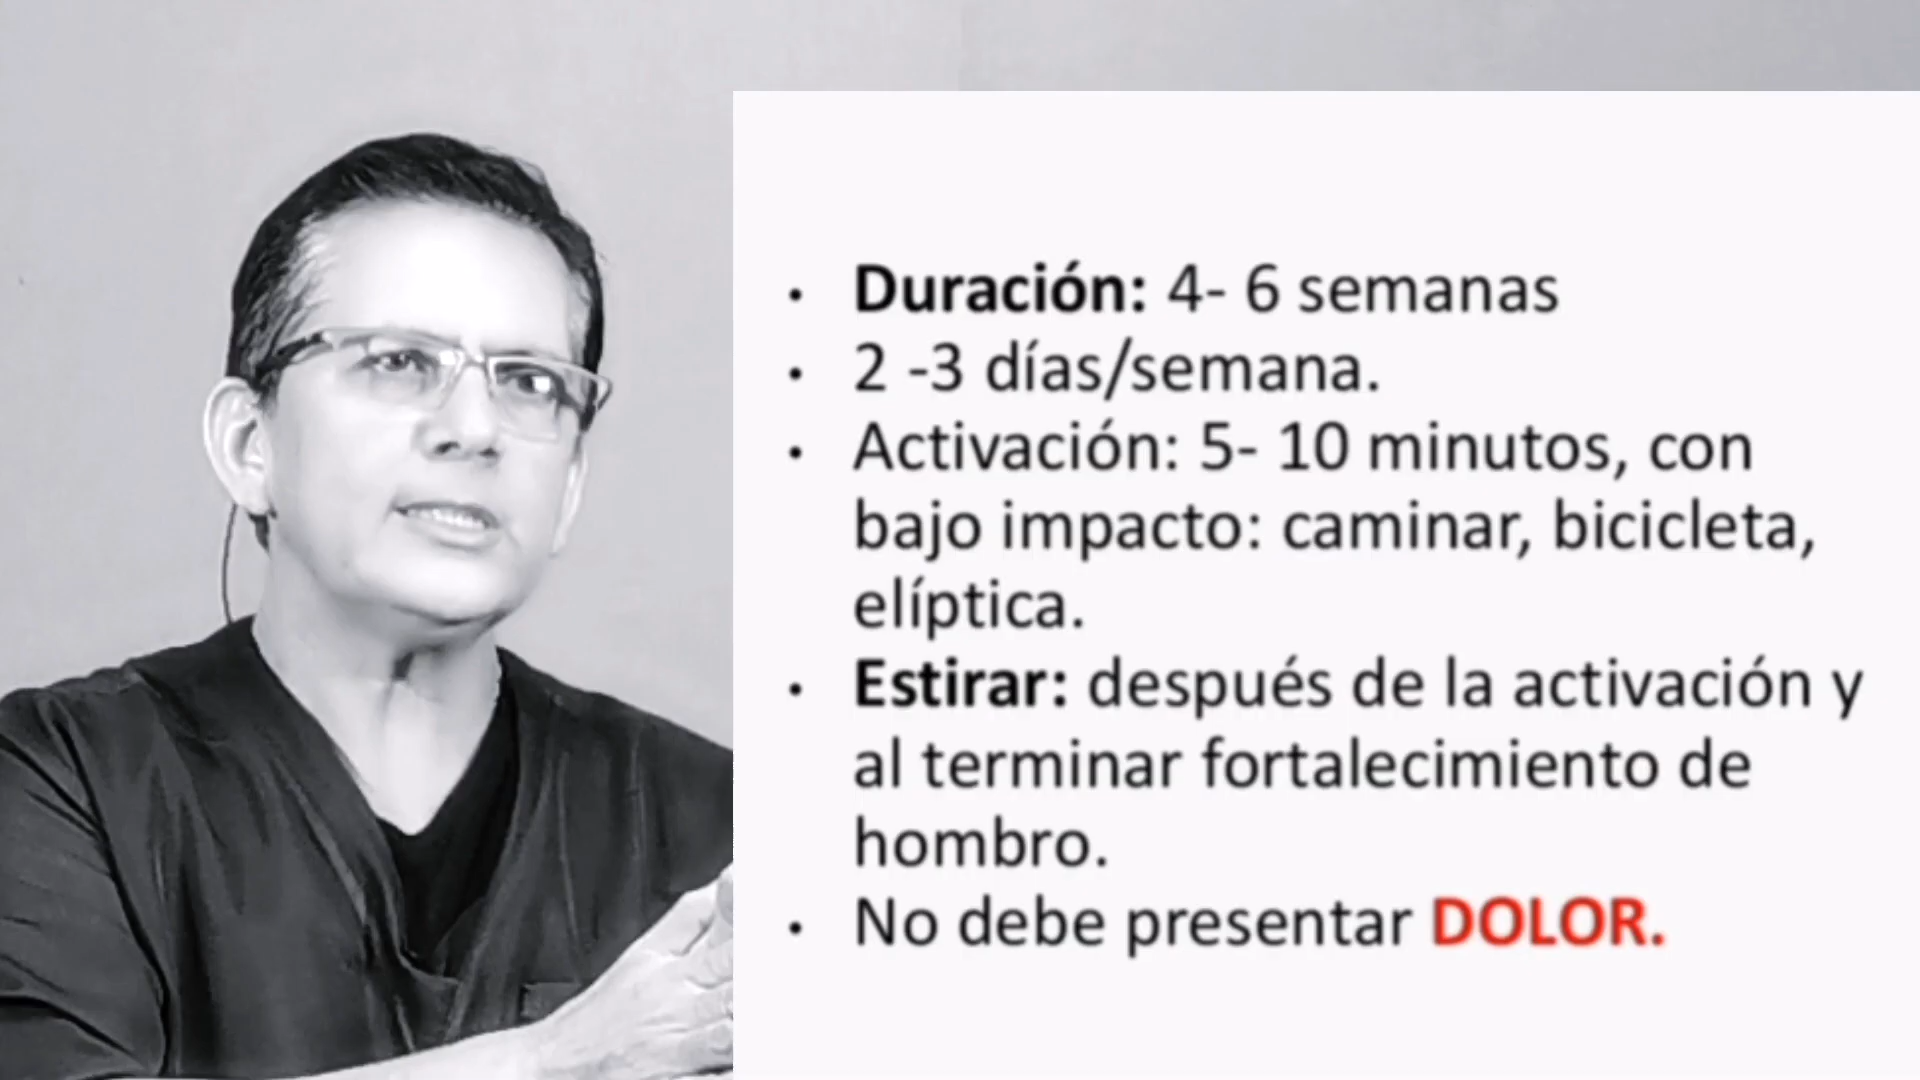 • Duración: 4- 6 semanas
• 2 -3 días/semana.
• Activación: 5- 10 minutos, con
bajo impacto: caminar, bicicleta,
elíptica.
• Estirar: después de la activación y
al terminar fortalecimiento de
hombro.
• No debe presentar DOLOR.